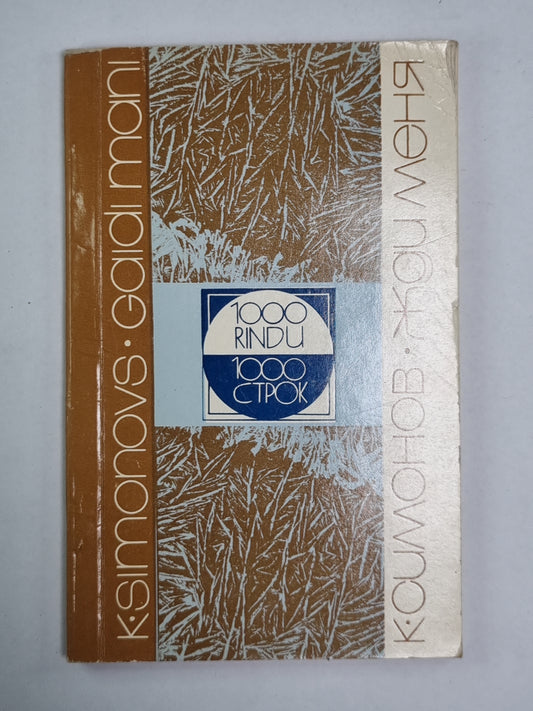 K·SIMONOVS·GAIDI MANI
1000
RINDU
1000
СТРОК
К·СИМОНОВ·ЖДИ МЕНЯ